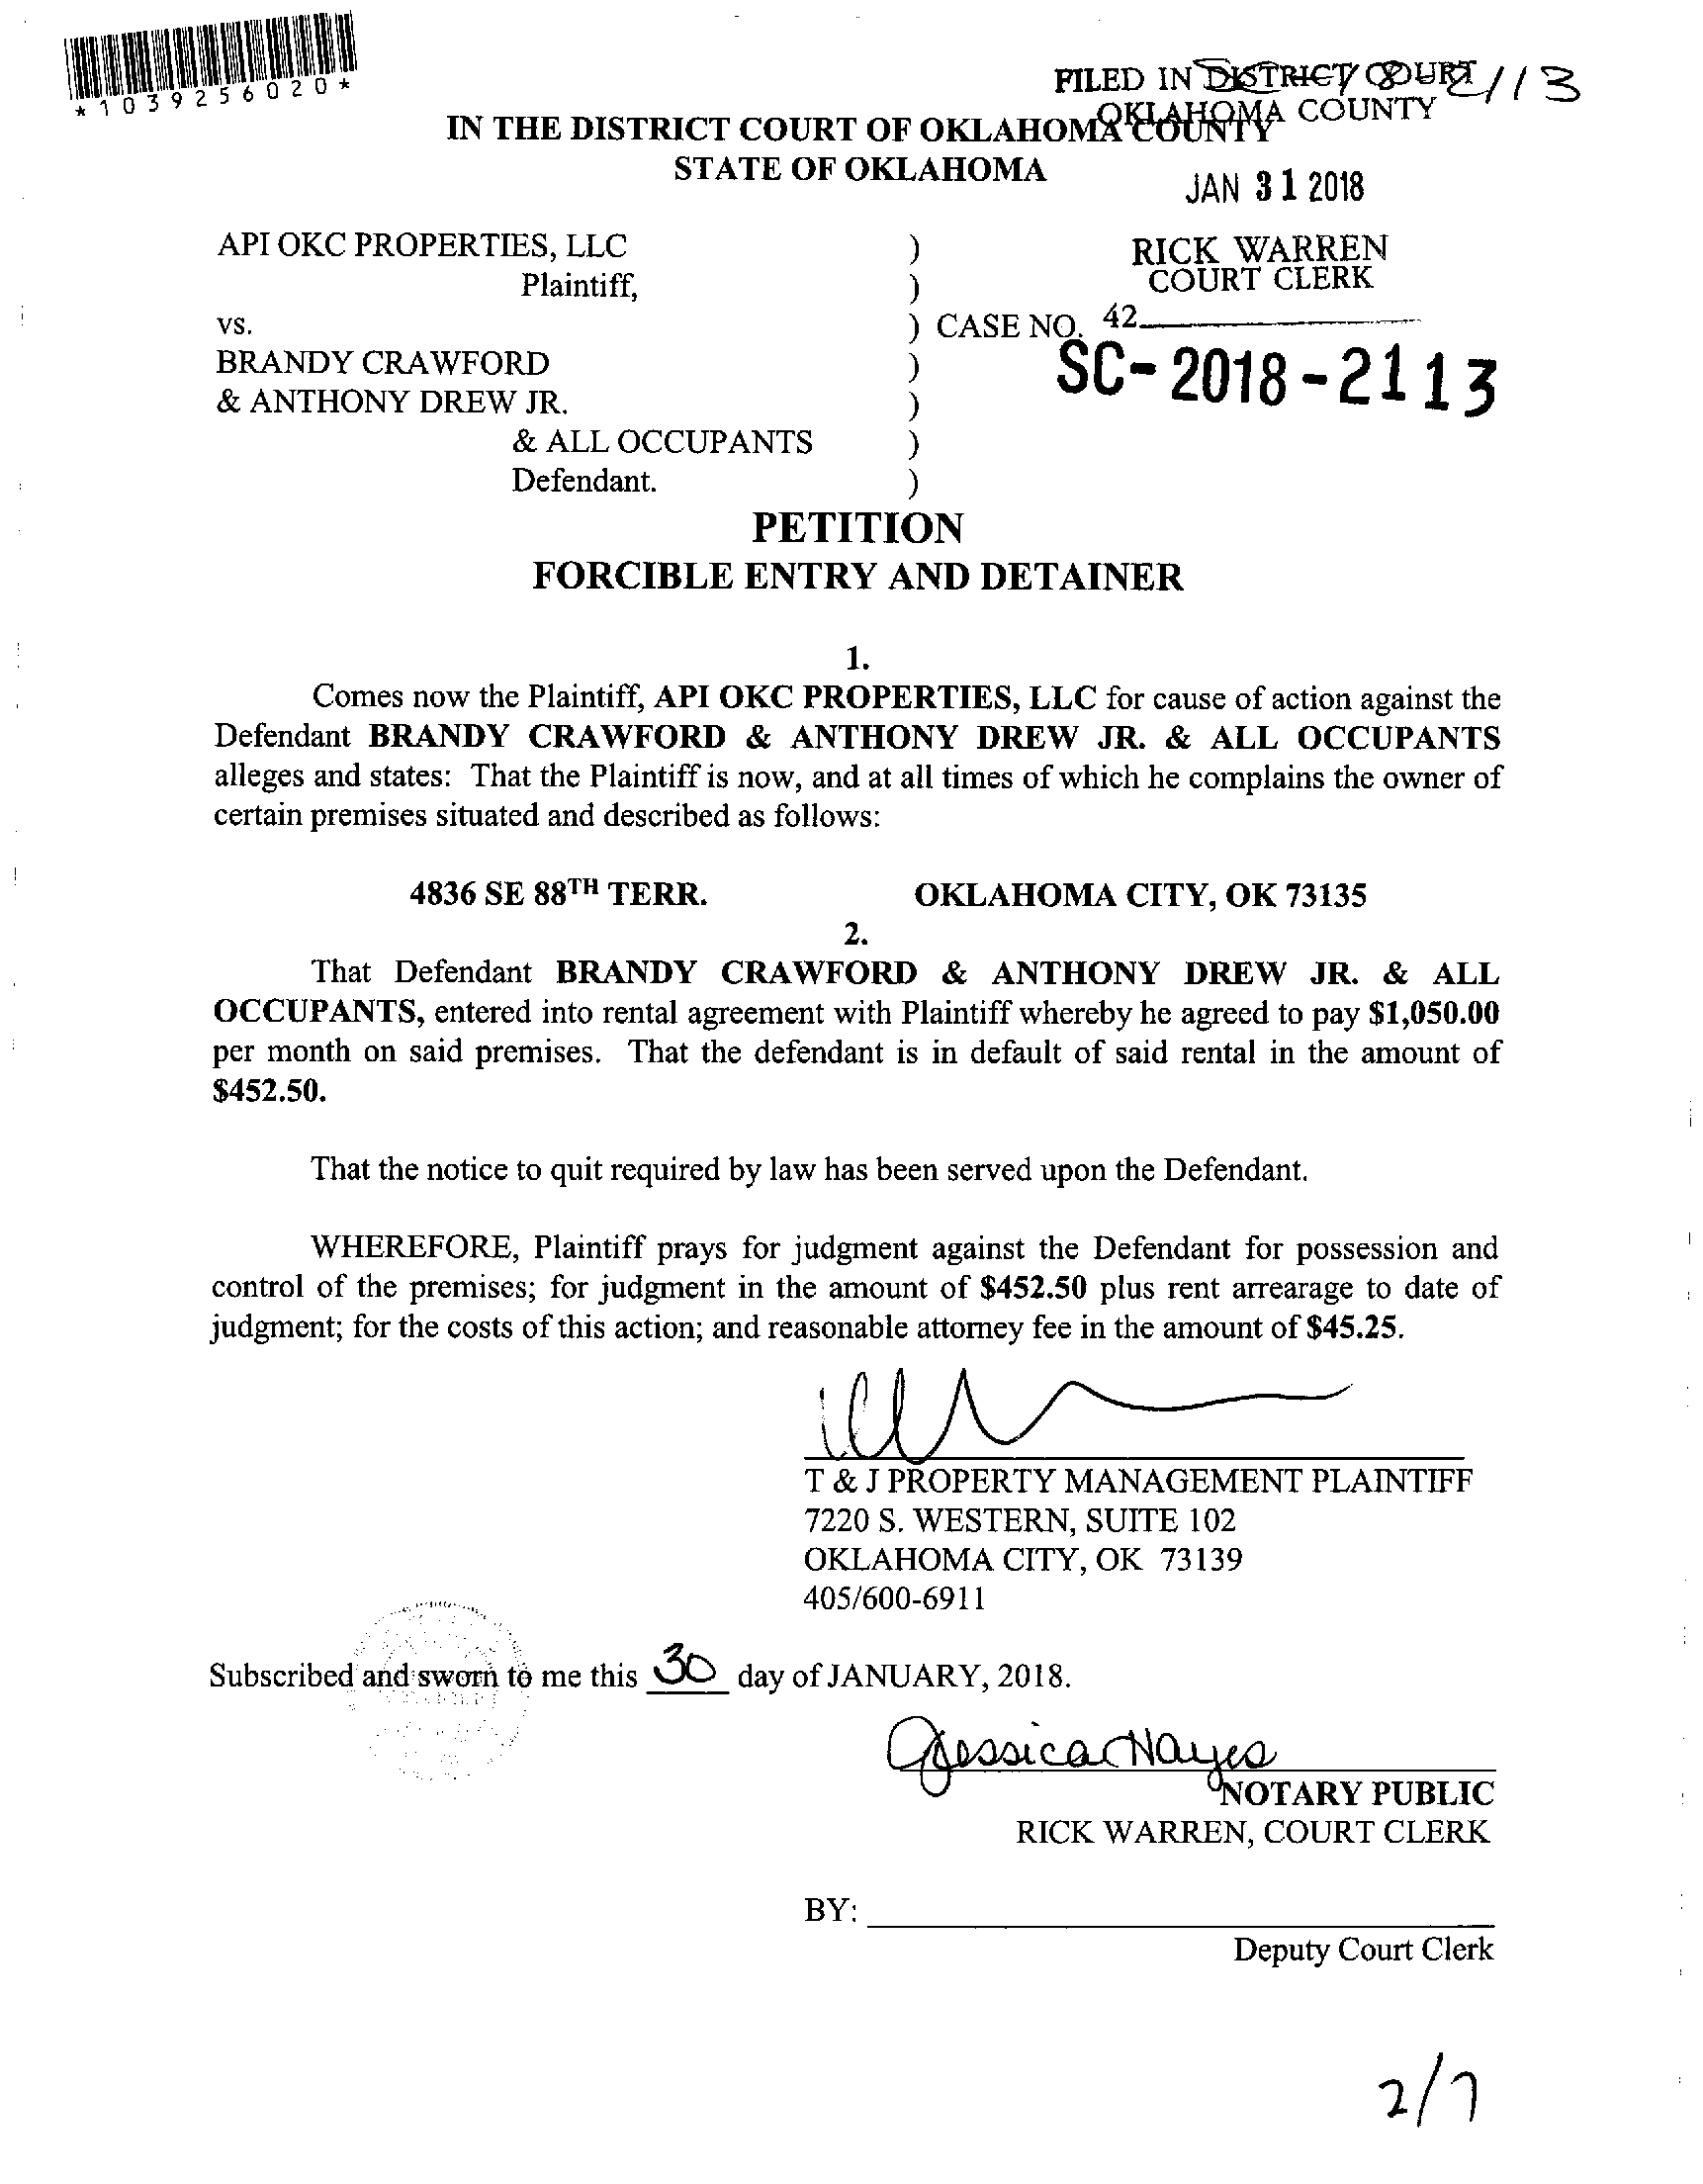 *1039256020*
FILED IN DISTRICT COURT
OKLAHOMA COUNTY
2113
IN THE DISTRICT COURT OF OKLAHOMA COUNTY
STATE OF OKLAHOMA
JAN 31 2018
API OKC PROPERTIES, LLC )
Plaintiff, )
RICK WARREN
COURT CLERK
vs. ) CASE NO. 42
BRANDY CRAWFORD )
SC-2018-2113
& ANTHONY DREW JR. )
& ALL OCCUPANTS )
Defendant. )
PETITION
FORCIBLE ENTRY AND DETAINER
1.
Comes now the Plaintiff, API OKC PROPERTIES, LLC for cause of action against the
Defendant BRANDY CRAWFORD & ANTHONY DREW JR. & ALL OCCUPANTS
alleges and states: That the Plaintiff is now, and at all times of which he complains the owner of
certain premises situated and described as follows:
4836 SE 88TH TERR. OKLAHOMA CITY, OK 73135
2.
That Defendant BRANDY CRAWFORD & ANTHONY DREW JR. & ALL
OCCUPANTS, entered into rental agreement with Plaintiff whereby he agreed to pay $1,050.00
per month on said premises. That the defendant is in default of said rental in the amount of
$452.50.
That the notice to quit required by law has been served upon the Defendant.
WHEREFORE, Plaintiff prays for judgment against the Defendant for possession and
control of the premises; for judgment in the amount of $452.50 plus rent arrearage to date of
judgment; for the costs of this action; and reasonable attorney fee in the amount of $45.25.
T & J PROPERTY MANAGEMENT PLAINTIFF
7220 S. WESTERN, SUITE 102
OKLAHOMA CITY, OK 73139
405/600-6911
Subscribed and sworn to me this 30 day of JANUARY, 2018.
Jessica Hayes
NOTARY PUBLIC
RICK WARREN, COURT CLERK
BY:
Deputy Court Clerk
2/7